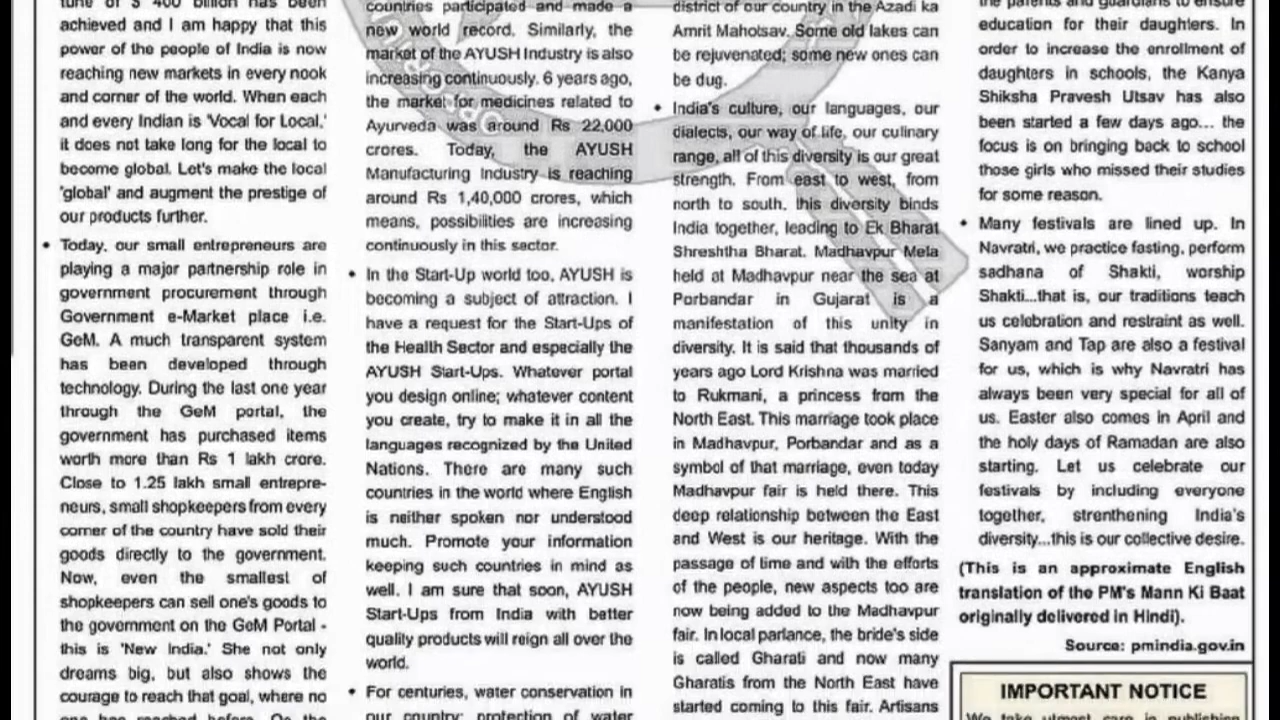 tune of $ 400 billion has been
achieved and I am happy that this
power of the people of India is now
reaching new markets in every nook
and corner of the world. When each
and every Indian is 'Vocal for Local,'
it does not take long for the local to
become global. Let's make the local
'global' and augment the prestige of
our products further.
• Today, our small entrepreneurs are
playing a major partnership role in
government procurement through
Government e-Market place i.e.
GeM. A much transparent system
has been developed through
technology. During the last one year
through the GeM portal, the
government has purchased items
worth more than Rs 1 lakh crore.
Close to 1.25 lakh small entrepre-
neurs, small shopkeepers from every
corner of the country have sold their
goods directly to the government.
Now, even the smallest of
shopkeepers can sell one's goods to
the government on the GeM Portal -
this is 'New India.' She not only
dreams big, but also shows the
courage to reach that goal, where no
one has reached before. On the
countries participated and made a
new world record. Similarly, the
market of the AYUSH Industry is also
increasing continuously. 6 years ago,
the market for medicines related to
Ayurveda was around Rs 22,000
crores. Today, the AYUSH
Manufacturing Industry is reaching
around Rs 1,40,000 crores, which
means, possibilities are increasing
continuously in this sector.
• In the Start-Up world too, AYUSH is
becoming a subject of attraction. I
have a request for the Start-Ups of
the Health Sector and especially the
AYUSH Start-Ups. Whatever portal
you design online; whatever content
you create, try to make it in all the
languages recognized by the United
Nations. There are many such
countries in the world where English
is neither spoken nor understood
much. Promote your information
keeping such countries in mind as
well. I am sure that soon, AYUSH
Start-Ups from India with better
quality products will reign all over the
world.
• For centuries, water conservation in
our country; protection of water
district of our country in the Azadi ka
Amrit Mahotsav. Some old lakes can
be rejuvenated; some new ones can
be dug.
• India's culture, our languages, our
dialects, our way of life, our culinary
range, all of this diversity is our great
strength. From east to west, from
north to south, this diversity binds
India together, leading to Ek Bharat
Shreshtha Bharat. Madhavpur Mela
held at Madhavpur near the sea at
Porbandar in Gujarat is a
manifestation of this unity in
diversity. It is said that thousands of
years ago Lord Krishna was married
to Rukmani, a princess from the
North East. This marriage took place
in Madhavpur, Porbandar and as a
symbol of that marriage, even today
Madhavpur fair is held there. This
deep relationship between the East
and West is our heritage. With the
passage of time and with the efforts
of the people, new aspects too are
now being added to the Madhavpur
fair. In local parlance, the bride's side
is called Gharati and now many
Gharatis from the North East have
started coming to this fair. Artisans
the parents and guardians to ensure
education for their daughters. In
order to increase the enrollment of
daughters in schools, the Kanya
Shiksha Pravesh Utsav has also
been started a few days ago... the
focus is on bringing back to school
those girls who missed their studies
for some reason.
• Many festivals are lined up. In
Navratri, we practice fasting, perform
sadhana of Shakti, worship
Shakti...that is, our traditions teach
us celebration and restraint as well.
Sanyam and Tap are also a festival
for us, which is why Navratri has
always been very special for all of
us. Easter also comes in April and
the holy days of Ramadan are also
starting. Let us celebrate our
festivals by including everyone
together, strenthening India's
diversity...this is our collective desire.
(This is an approximate English
translation of the PM's Mann Ki Baat
originally delivered in Hindi).
Source: pmindia.gov.in
IMPORTANT NOTICE
We take utmost care in publishing